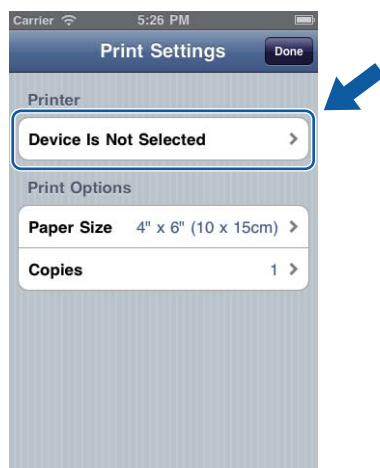 Carrier 5:26 PM
Print Settings Done
Printer
Device Is Not Selected
Print Options
Paper Size 4" x 6" (10 x 15cm)
Copies 1